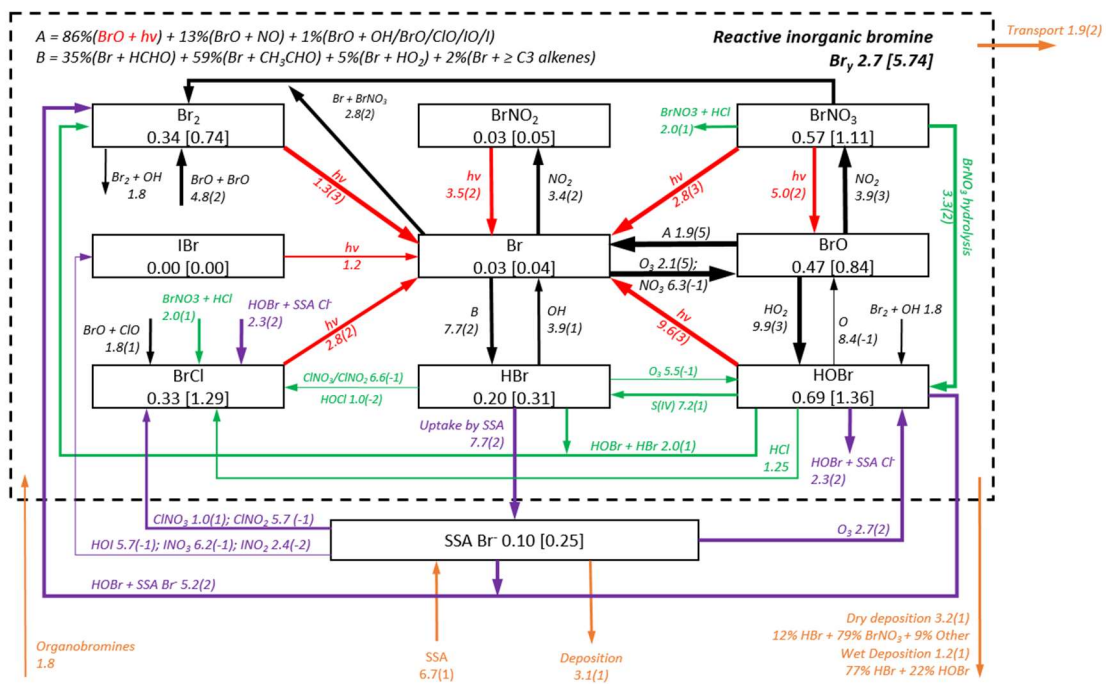 A = 86%(BrO + hv) + 13%(BrO + NO) + 1%(BrO + OH/BrO/ClO/IO/I)
B = 35%(Br + HCHO) + 59%(Br + CH₃CHO) + 5%(Br + HO₂) + 2%(Br + ≥ C3 alkenes)
Reactive inorganic bromine
Brᵧ 2.7 [5.74]
Transport 1.9(2)
Br₂
0.34 [0.74]
Br + BrNO₃
2.8(2)
BrNO₂
0.03 [0.05]
BrNO3 + HCl
2.0(1)
BrNO₃
0.57 [1.11]
Br₂ + OH
1.8
BrO + BrO
4.8(2)
hv
1.3(3)
hv
3.5(2)
NO₂
3.4(2)
hv
2.8(3)
hv
5.0(2)
NO₂
3.9(3)
BrNO₃ hydrolysis
3.3(2)
IBr
0.00 [0.00]
hv
1.2
Br
0.03 [0.04]
A 1.9(5)
O₃ 2.1(5);
NO₃ 6.3(-1)
BrO
0.47 [0.84]
BrO + ClO
1.8(1)
BrNO3 + HCl
2.0(1)
HOBr + SSA Cl⁻
2.3(2)
hv
2.8(2)
B
7.7(2)
OH
3.9(1)
hv
9.6(3)
HO₂
9.9(3)
O
8.4(-1)
Br₂ + OH 1.8
BrCl
0.33 [1.29]
ClNO₃/ClNO₂ 6.6(-1)
HOCl 1.0(-2)
HBr
0.20 [0.31]
O₃ 5.5(-1)
S(IV) 7.2(1)
HOBr
0.69 [1.36]
Uptake by SSA
7.7(2)
HOBr + HBr 2.0(1)
HCl
1.25
HOBr + SSA Cl⁻
2.3(2)
ClNO₃ 1.0(1); ClNO₂ 5.7 (-1)
HOI 5.7(-1); INO₃ 6.2(-1); INO₂ 2.4(-2)
SSA Br⁻ 0.10 [0.25]
O₃ 2.7(2)
HOBr + SSA Br⁻ 5.2(2)
Organobromines
1.8
SSA
6.7(1)
Deposition
3.1(1)
Dry deposition 3.2(1)
12% HBr + 79% BrNO₃ + 9% Other
Wet Deposition 1.2(1)
77% HBr + 22% HOBr